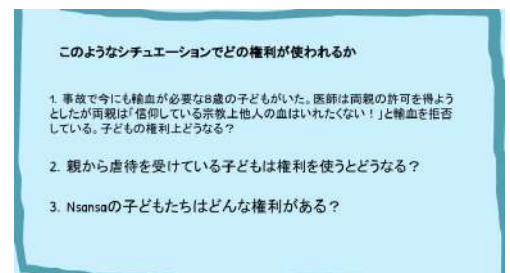 このようなシチュエーションでどの権利が使われるか
1. 事故で今にも輸血が必要な8歳の子どもがいた。医師は両親の許可を得よう
としたが両親は「信仰している宗教上他人の血はいれたくない！」と輸血を拒否
している。子どもの権利上どうなる？
2. 親から虐待を受けている子どもは権利を使うとどうなる？
3. Nsansaの子どもたちはどんな権利がある？